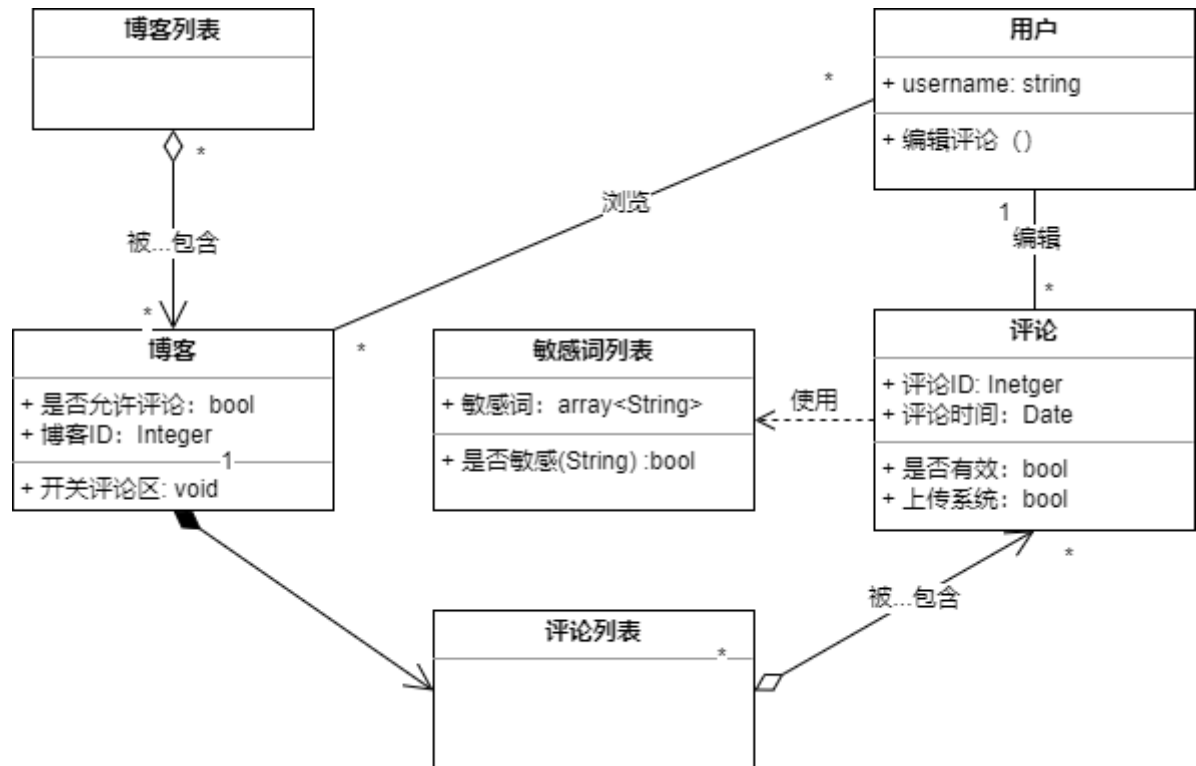 博客列表
用户
+ username: string
+ 编辑评论（）
*
*
浏览
1
编辑
被...包含
*
*
*
博客
+ 是否允许评论：bool
+ 博客ID：Integer
1
+ 开关评论区: void
*
敏感词列表
+ 敏感词：array<String>
+ 是否敏感(String) :bool
使用
评论
+ 评论ID: Inetger
+ 评论时间：Date
+ 是否有效：bool
+ 上传系统：bool
*
被...包含
评论列表
*